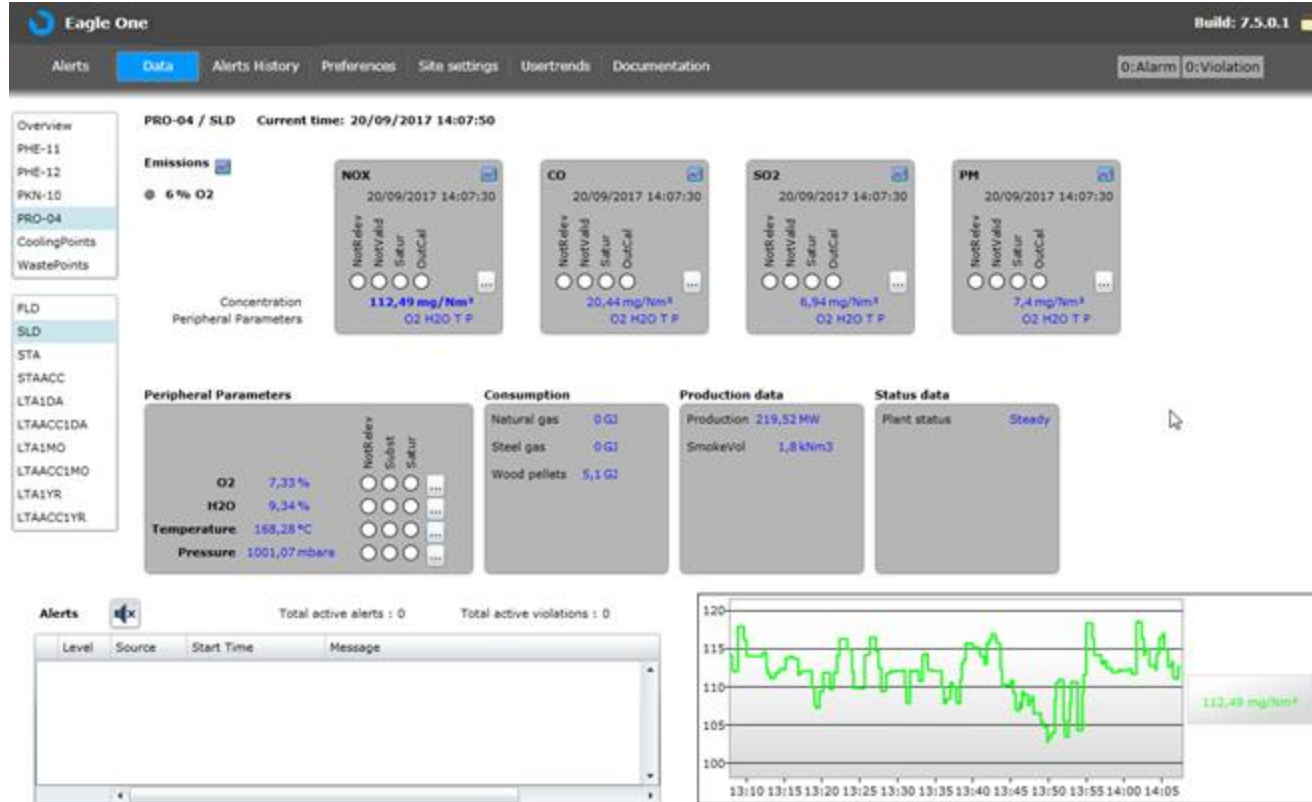 Eagle One
Build: 7.5.0.1
Alerts Data Alerts History Preferences Site settings Usertrends Documentation
0:Alarm 0:Violation
Overview
PHE-11
PHE-12
PKN-10
PRO-04
CoolingPoints
WastePoints
FLD
SLD
STA
STAACC
LTA1DA
LTAACC1DA
LTA1MO
LTAACC1MO
LTA1YR
LTAACC1YR
PRO-04 / SLD Current time: 20/09/2017 14:07:50
Emissions
@ 6 % O2
Concentration
Peripheral Parameters
NOX
20/09/2017 14:07:30
NotRelev
NotValid
Satur
OutCal
...
112,49 mg/Nm³
O2 H2O T P
CO
20/09/2017 14:07:30
NotRelev
NotValid
Satur
OutCal
...
20,44 mg/Nm³
O2 H2O T P
SO2
20/09/2017 14:07:30
NotRelev
NotValid
Satur
OutCal
...
6,94 mg/Nm³
O2 H2O T P
PM
20/09/2017 14:07:30
NotRelev
NotValid
Satur
OutCal
...
7,4 mg/Nm³
O2 H2O T P
Peripheral Parameters
NotRelev
Subst
Satur
O2 7,33 % ...
H2O 9,34 % ...
Temperature 168,28 °C ...
Pressure 1001,07 mbara ...
Consumption
Natural gas 0 GJ
Steel gas 0 GJ
Wood pellets 5,1 GJ
Production data
Production 219,52 MW
SmokeVol 1,8 kNm3
Status data
Plant status Steady
Alerts Total active alerts : 0 Total active violations : 0
Level Source Start Time Message
120
115
110
105
100
13:10 13:15 13:20 13:25 13:30 13:35 13:40 13:45 13:50 13:55 14:00 14:05
112,49 mg/Nm³